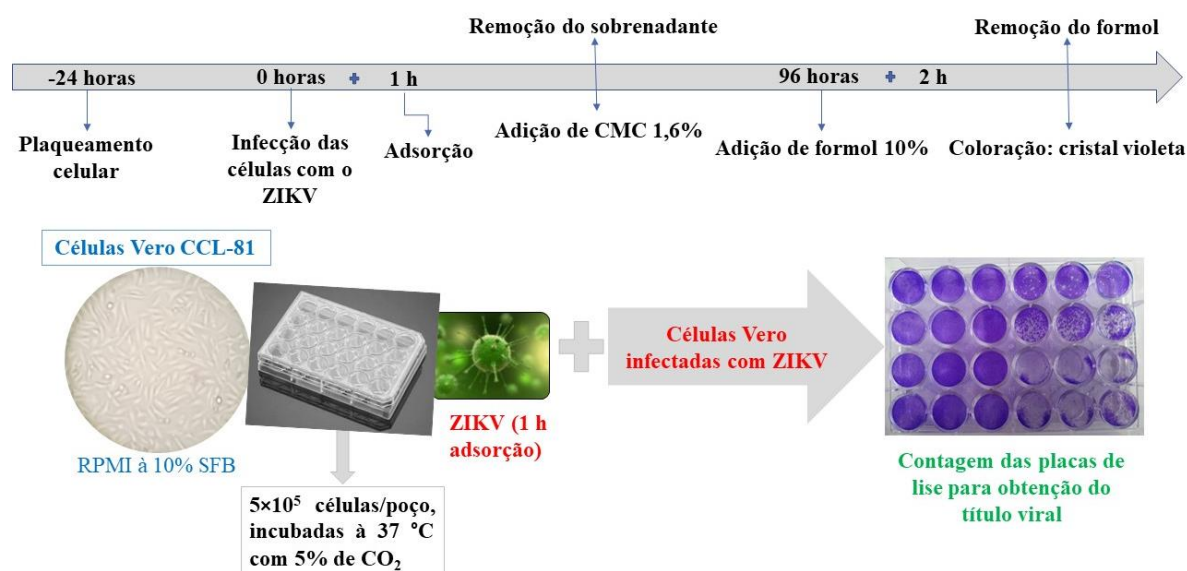 Remoção do sobrenadante
Remoção do formol
-24 horas
0 horas + 1 h
96 horas + 2 h
Plaqueamento
celular
Infecção das
células com o
ZIKV
Adsorção
Adição de CMC 1,6%
Adição de formol 10%
Coloração: cristal violeta
Células Vero CCL-81
RPMI à 10% SFB
ZIKV (1 h
adsorção)
5×10⁵ células/poço,
incubadas à 37 °C
com 5% de CO₂
Células Vero
infectadas com ZIKV
Contagem das placas de
lise para obtenção do
título viral